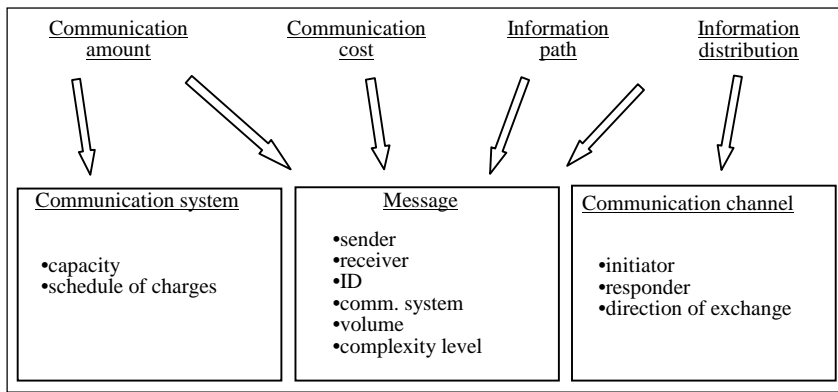 Communication amount
Communication cost
Information path
Information distribution
Communication system
•capacity
•schedule of charges
Message
•sender
•receiver
•ID
•comm. system
•volume
•complexity level
Communication channel
•initiator
•responder
•direction of exchange